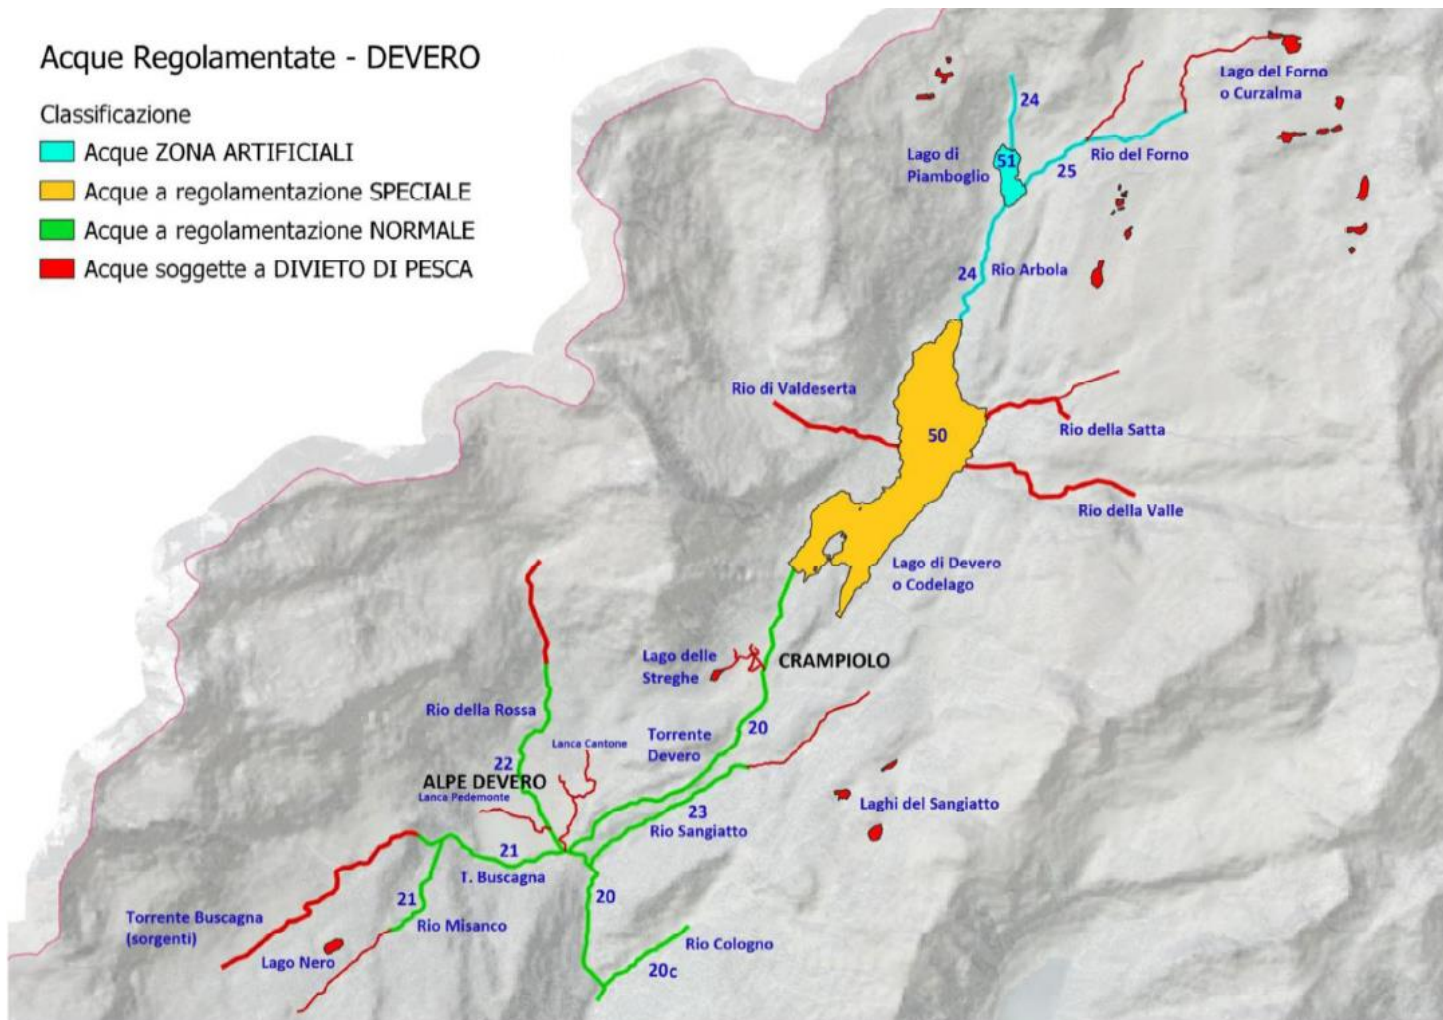 Acque Regolamentate - DEVERO
Classificazione
Acque ZONA ARTIFICIALI
Acque a regolamentazione SPECIALE
Acque a regolamentazione NORMALE
Acque soggette a DIVIETO DI PESCA
Lago del Forno
o Curzalma
24
Lago di
Piamboglio
51
Rio del Forno
25
24
Rio Arbola
Rio di Valdeserta
50
Rio della Satta
Rio della Valle
Lago di Devero
o Codelago
Lago delle
Streghe
CRAMPIOLO
Rio della Rossa
20
Torrente
Devero
Lanca Cantone
22
ALPE DEVERO
Lanca Pedemonte
Laghi del Sangiatto
23
Rio Sangiatto
21
T. Buscagna
20
21
Torrente Buscagna
(sorgenti)
Rio Misanco
Lago Nero
Rio Cologno
20c